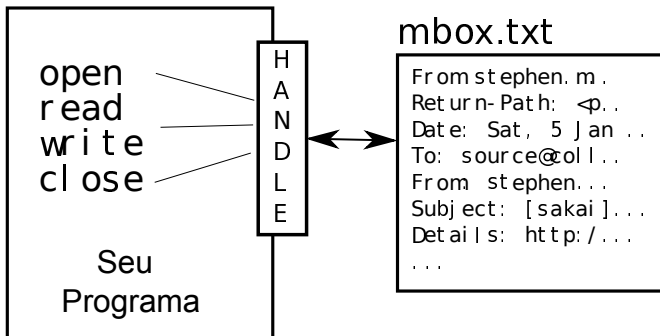 open
read
write
close
Seu
Programa
H
A
N
D
L
E
mbox.txt
From stephen.m..
Return-Path: <p..
Date: Sat, 5 Jan ..
To: source@coll..
From: stephen...
Subject: [sakai]...
Details: http:/...
...